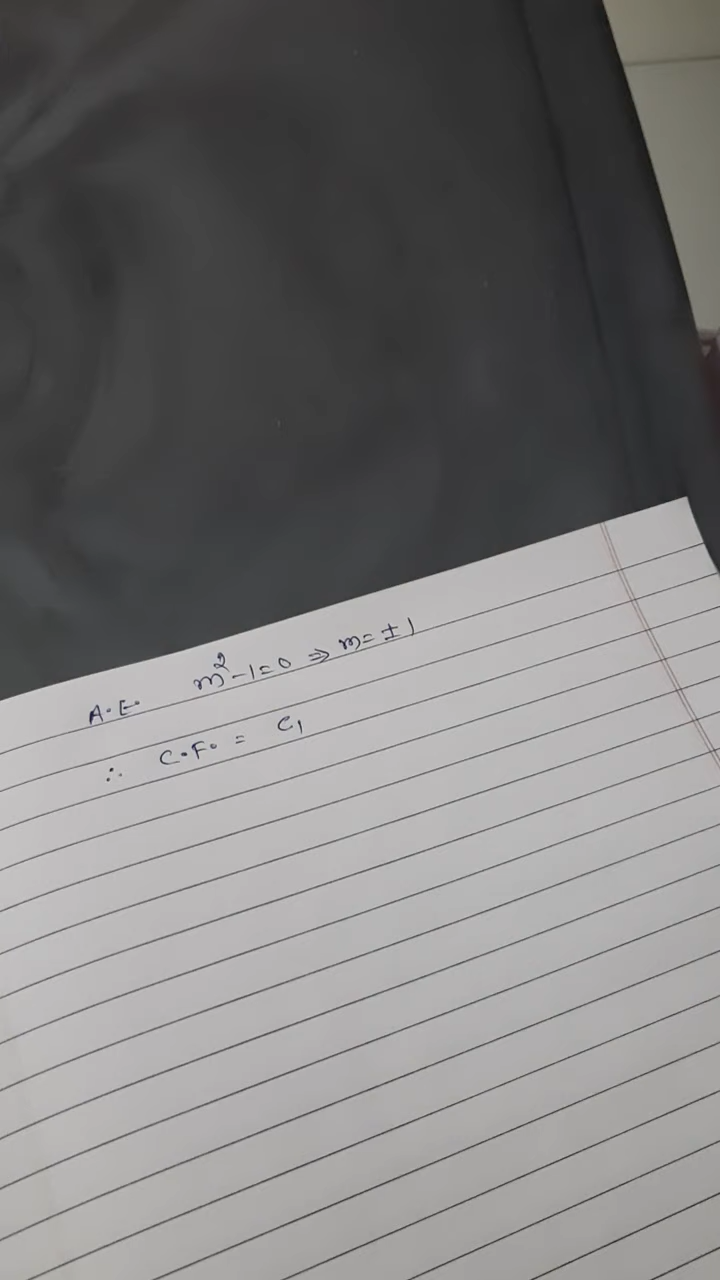 A.E. m²-1=0 ⇒ m=±1
∴ C.F. = C₁